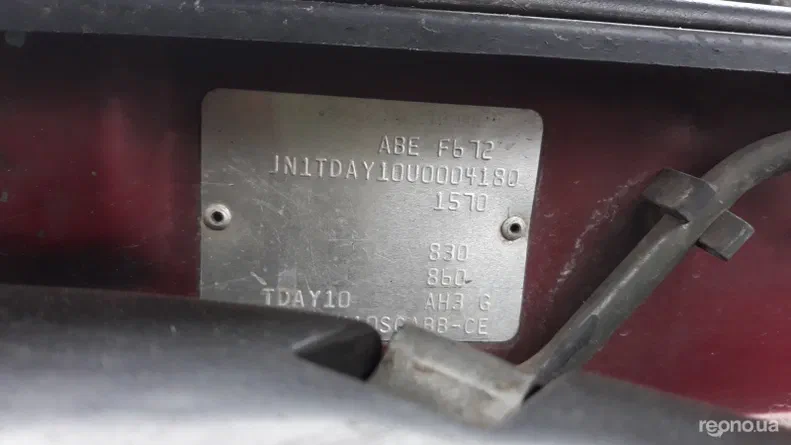 ABE F672
JN1TDAY10U0004180
1570
830
860
TDAY10 AH3 G
reono.ua